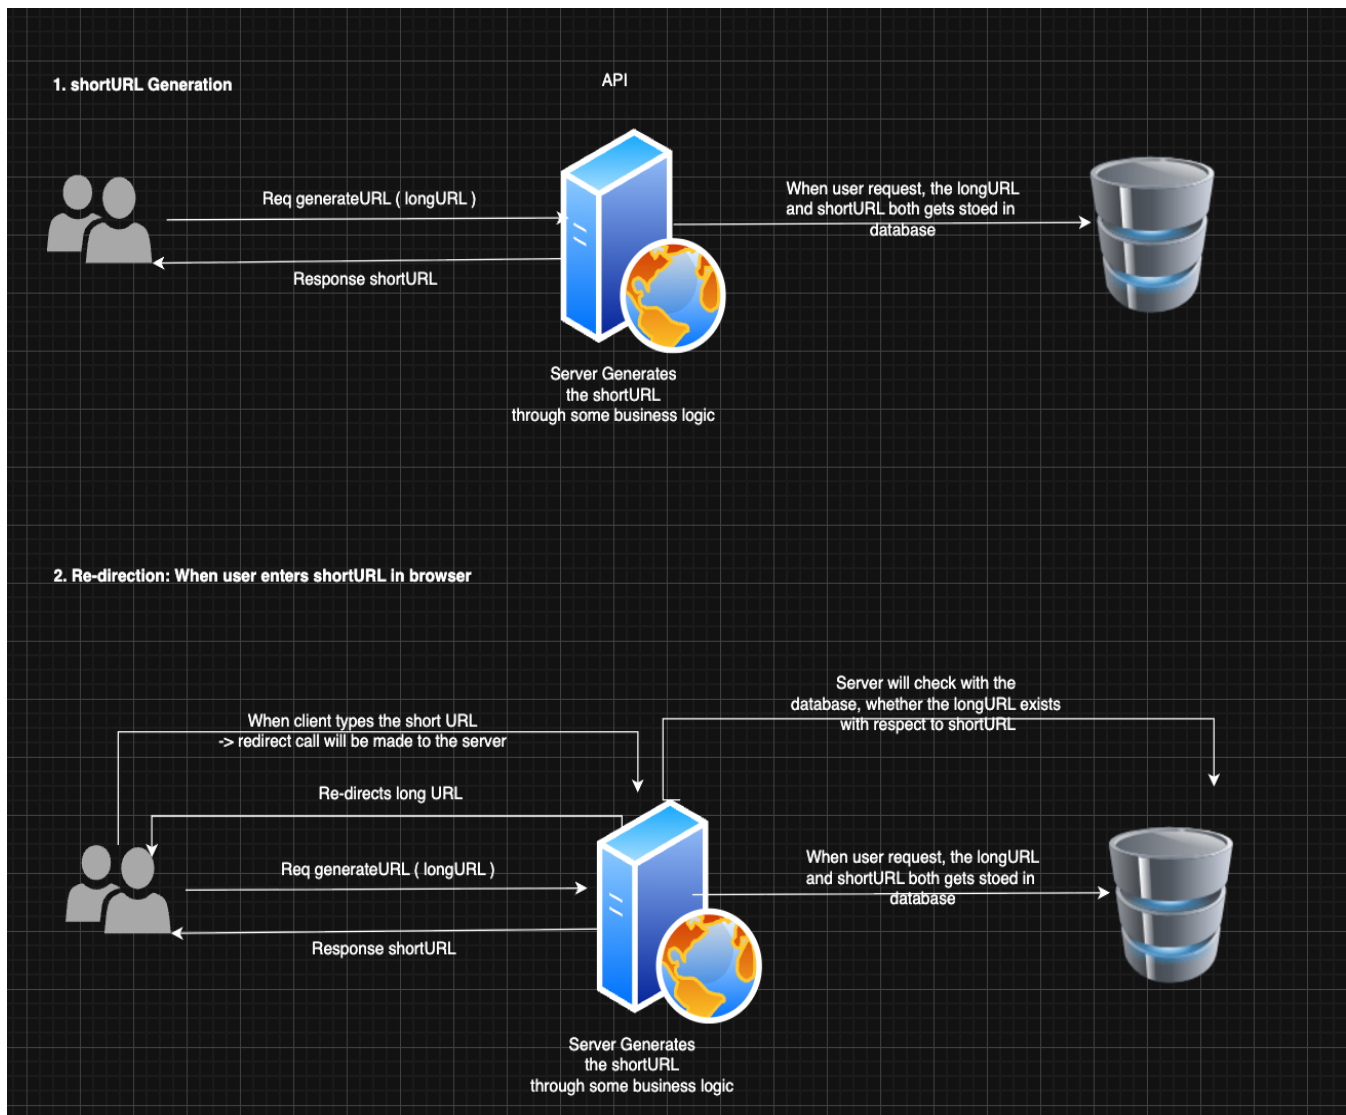 1. shortURL Generation
API
Req generateURL ( longURL )
When user request, the longURL
and shortURL both gets stoed in
database
Response shortURL
Server Generates
the shortURL
through some business logic
2. Re-direction: When user enters shortURL in browser
Server will check with the
database, whether the longURL exists
with respect to shortURL
When client types the short URL
-> redirect call will be made to the server
Re-directs long URL
Req generateURL ( longURL )
When user request, the longURL
and shortURL both gets stoed in
database
Response shortURL
Server Generates
the shortURL
through some business logic